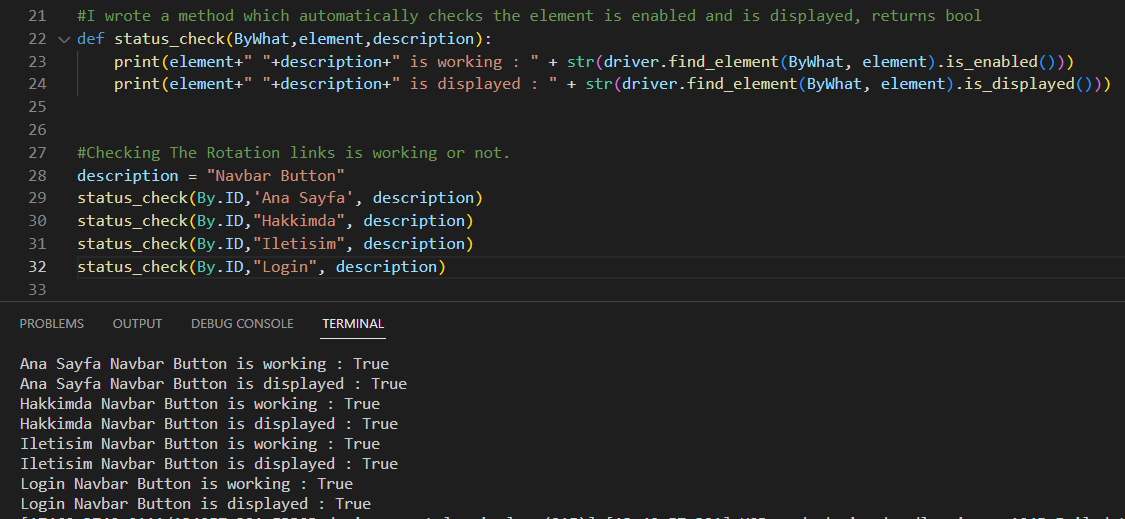 21 #I wrote a method which automatically checks the element is enabled and is displayed, returns bool
22 def status_check(ByWhat,element,description):
23 print(element+" "+description+" is working : " + str(driver.find_element(ByWhat, element).is_enabled()))
24 print(element+" "+description+" is displayed : " + str(driver.find_element(ByWhat, element).is_displayed()))
25
26
27 #Checking The Rotation links is working or not.
28 description = "Navbar Button"
29 status_check(By.ID,'Ana Sayfa', description)
30 status_check(By.ID,"Hakkimda", description)
31 status_check(By.ID,"Iletisim", description)
32 status_check(By.ID,"Login", description)
33
PROBLEMS OUTPUT DEBUG CONSOLE TERMINAL
Ana Sayfa Navbar Button is working : True
Ana Sayfa Navbar Button is displayed : True
Hakkimda Navbar Button is working : True
Hakkimda Navbar Button is displayed : True
Iletisim Navbar Button is working : True
Iletisim Navbar Button is displayed : True
Login Navbar Button is working : True
Login Navbar Button is displayed : True